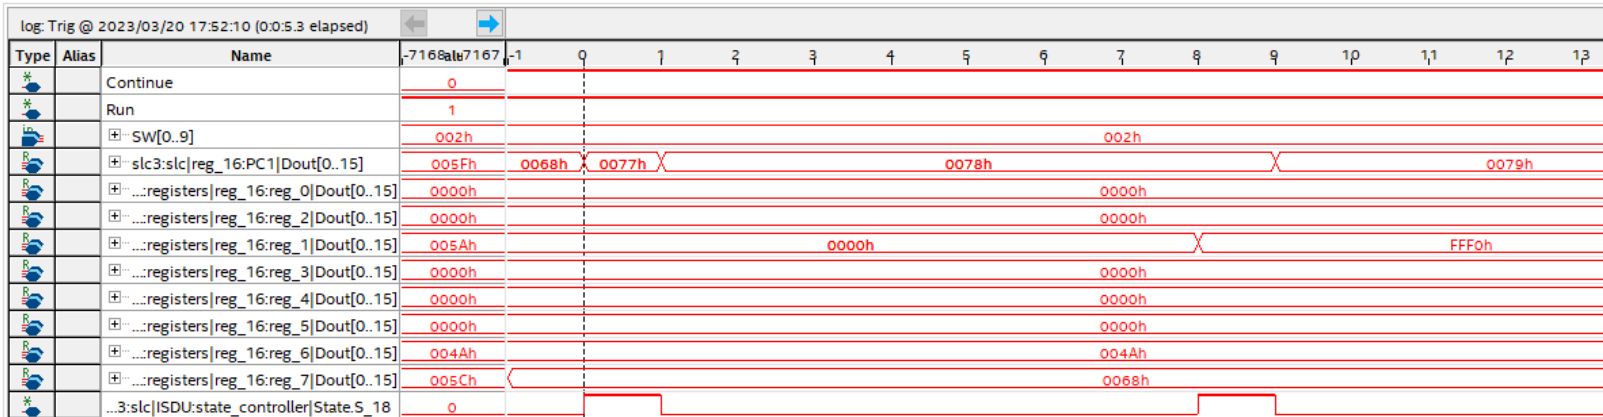 log: Trig @ 2023/03/20 17:52:10 (0:0:5.3 elapsed)
Type Alias Name -7168 7167 -1 0 1 2 3 4 5 6 7 8 9 10 11 12 13
Continue 0
Run 1
SW[0..9] 002h 002h
slc3:slc|reg_16:PC1|Dout[0..15] 005Fh 0068h 0077h 0078h 0079h
...:registers|reg_16:reg_0|Dout[0..15] 0000h 0000h
...:registers|reg_16:reg_2|Dout[0..15] 0000h 0000h
...:registers|reg_16:reg_1|Dout[0..15] 005Ah 0000h FFF0h
...:registers|reg_16:reg_3|Dout[0..15] 0000h 0000h
...:registers|reg_16:reg_4|Dout[0..15] 0000h 0000h
...:registers|reg_16:reg_5|Dout[0..15] 0000h 0000h
...:registers|reg_16:reg_6|Dout[0..15] 004Ah 004Ah
...:registers|reg_16:reg_7|Dout[0..15] 005Ch 0068h
...3:slc|ISDU:state_controller|State.S_18 0